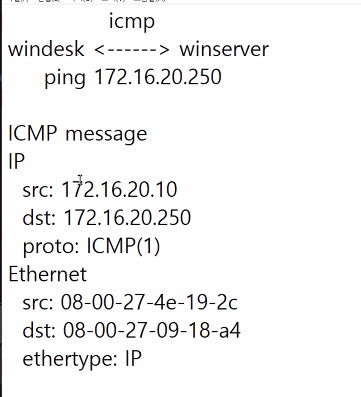 icmp
windesk <------> winserver
ping 172.16.20.250
ICMP message
IP
src: 172.16.20.10
dst: 172.16.20.250
proto: ICMP(1)
Ethernet
src: 08-00-27-4e-19-2c
dst: 08-00-27-09-18-a4
ethertype: IP